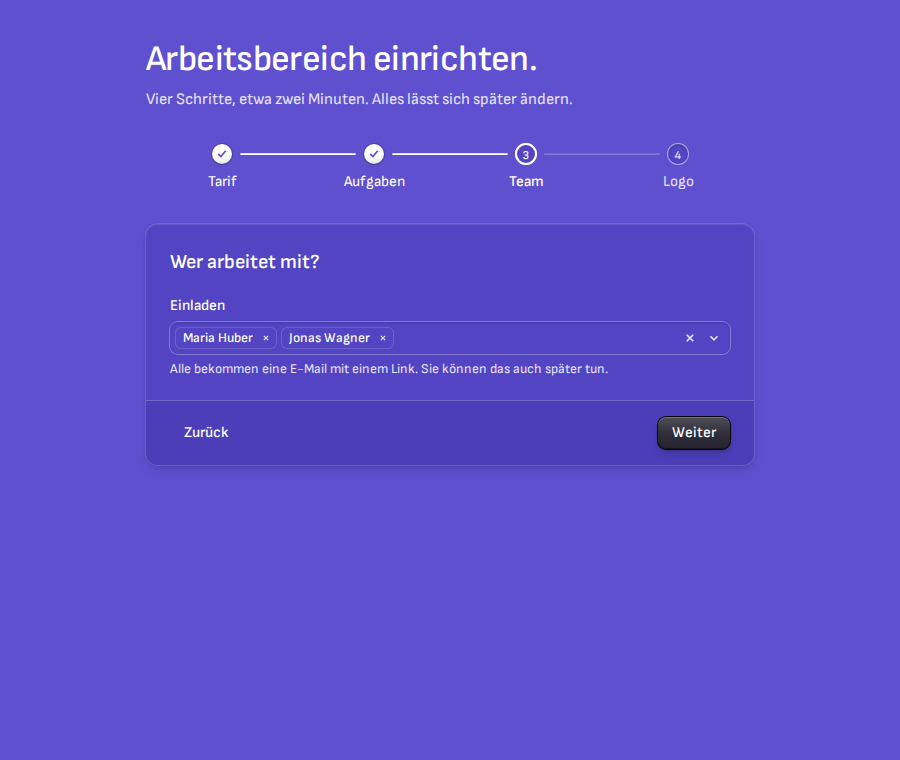 Arbeitsbereich einrichten.
Vier Schritte, etwa zwei Minuten. Alles lässt sich später ändern.
3
4
Tarif
Aufgaben
Team
Logo
Wer arbeitet mit?
Einladen
Maria Huber × Jonas Wagner ×
Alle bekommen eine E-Mail mit einem Link. Sie können das auch später tun.
Zurück
Weiter